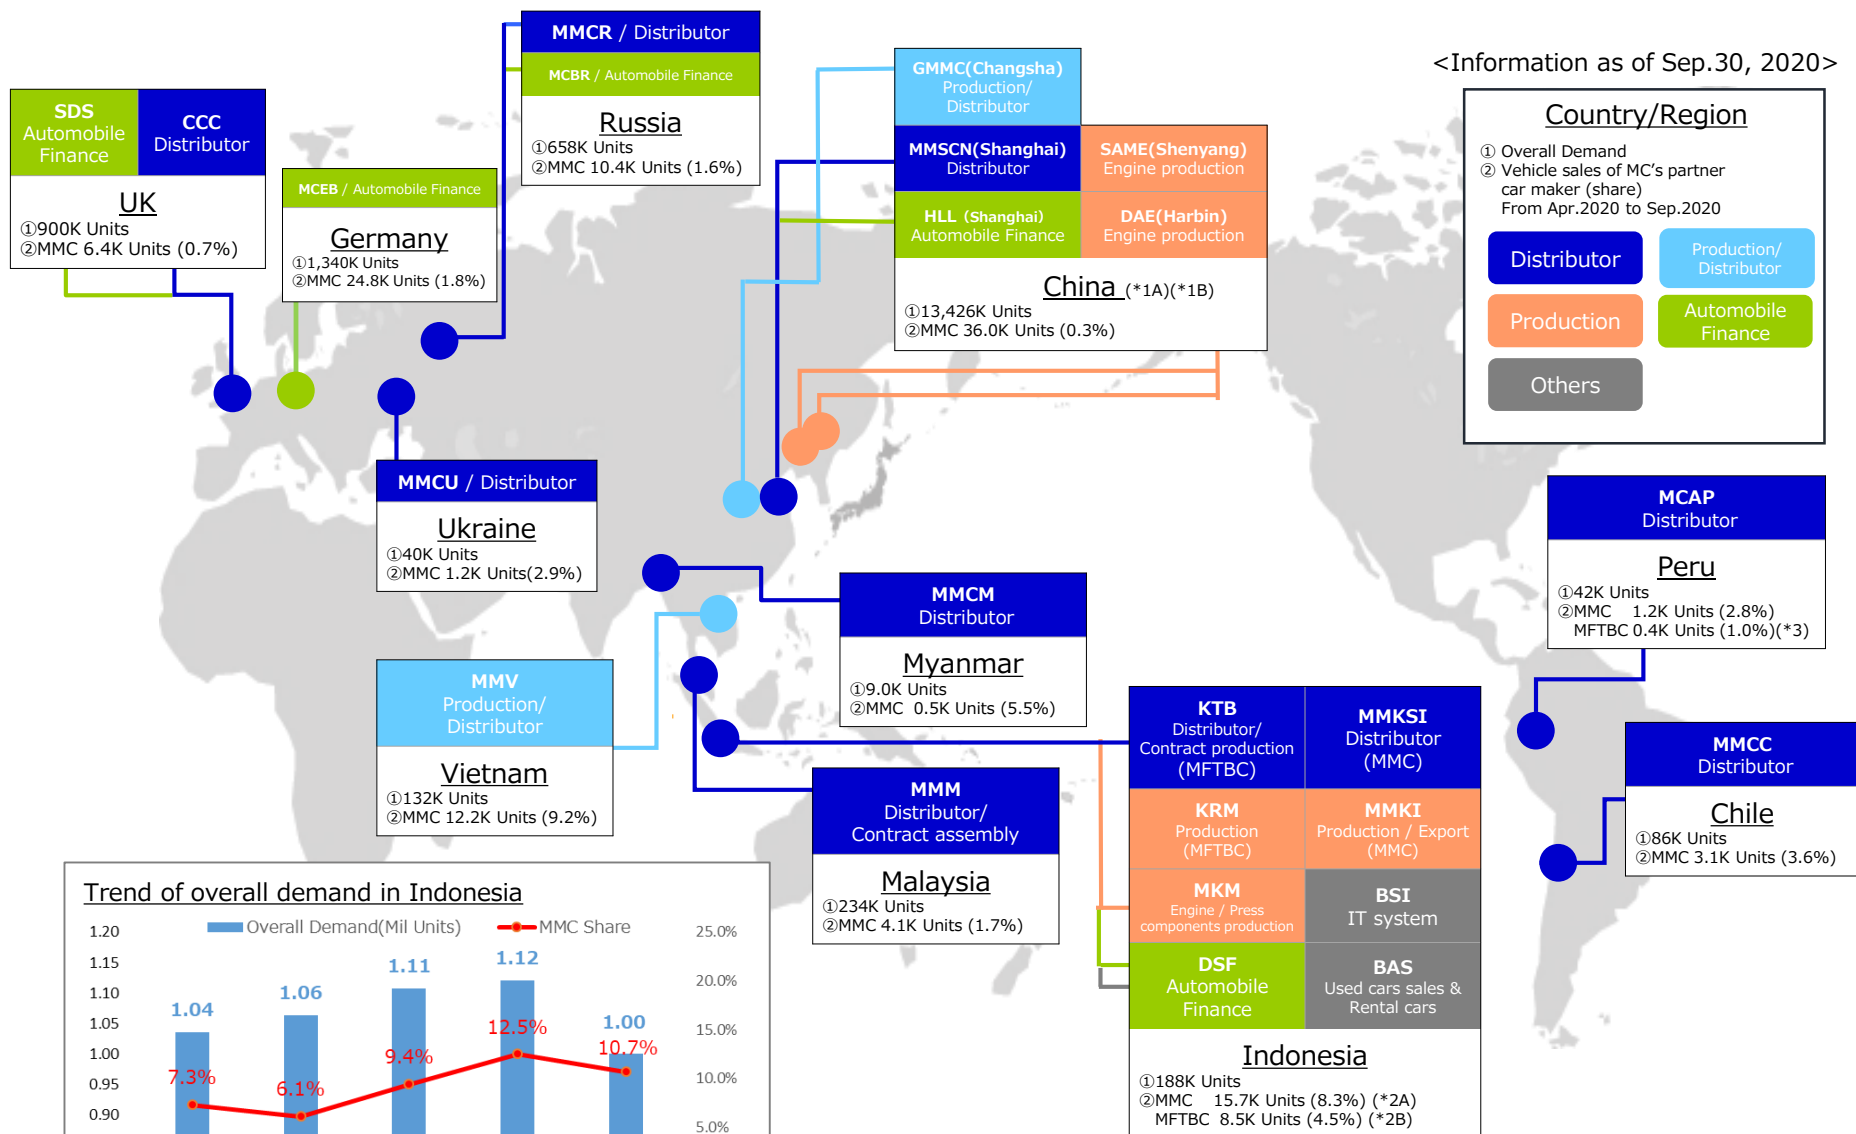 <Information as of Sep.30, 2020>
Country/Region
① Overall Demand
② Vehicle sales of MC's partner
car maker (share)
From Apr.2020 to Sep.2020
Distributor
Production/
Distributor
Production
Automobile
Finance
Others
SDS
Automobile
Finance
CCC
Distributor
UK
①900K Units
②MMC 6.4K Units (0.7%)
MCEB / Automobile Finance
Germany
①1,340K Units
②MMC 24.8K Units (1.8%)
MMCR / Distributor
MCBR / Automobile Finance
Russia
①658K Units
②MMC 10.4K Units (1.6%)
GMMC(Changsha)
Production/
Distributor
MMSCN(Shanghai)
Distributor
SAME(Shenyang)
Engine production
HLL (Shanghai)
Automobile Finance
DAE(Harbin)
Engine production
China (*1A)(*1B)
①13,426K Units
②MMC 36.0K Units (0.3%)
MMCU / Distributor
Ukraine
①40K Units
②MMC 1.2K Units(2.9%)
MMCM
Distributor
Myanmar
①9.0K Units
②MMC 0.5K Units (5.5%)
MMV
Production/
Distributor
Vietnam
①132K Units
②MMC 12.2K Units (9.2%)
MMM
Distributor/
Contract assembly
Malaysia
①234K Units
②MMC 4.1K Units (1.7%)
KTB
Distributor/
Contract production
(MFTBC)
MMKSI
Distributor
(MMC)
KRM
Production
(MFTBC)
MMKI
Production / Export
(MMC)
MKM
Engine / Press
components production
BSI
IT system
DSF
Automobile
Finance
BAS
Used cars sales &
Rental cars
Indonesia
①188K Units
②MMC 15.7K Units (8.3%) (*2A)
MFTBC 8.5K Units (4.5%) (*2B)
MCAP
Distributor
Peru
①42K Units
②MMC 1.2K Units (2.8%)
MFTBC 0.4K Units (1.0%)(*3)
MMCC
Distributor
Chile
①86K Units
②MMC 3.1K Units (3.6%)
Trend of overall demand in Indonesia
Overall Demand(Mil Units)
MMC Share
1.20
1.15
1.10
1.05
1.00
0.95
0.90
25.0%
20.0%
15.0%
10.0%
5.0%
1.04
1.06
1.11
1.12
1.00
7.3%
6.1%
9.4%
12.5%
10.7%